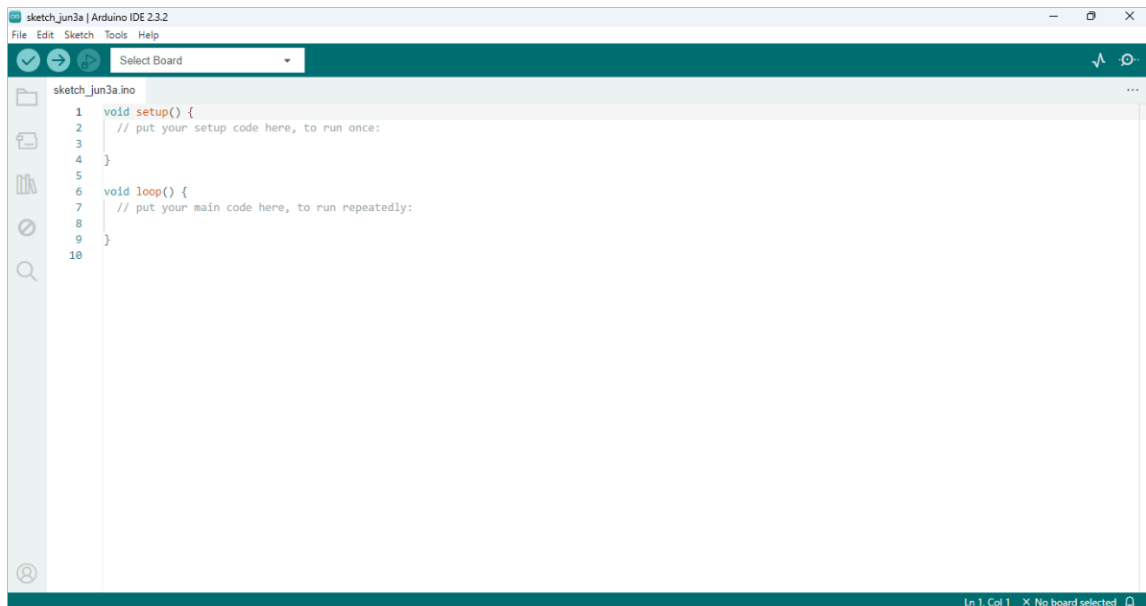 sketch_jun3a | Arduino IDE 2.3.2
File Edit Sketch Tools Help
Select Board
sketch_jun3a.ino
1 void setup() {
2 // put your setup code here, to run once:
3
4 }
5
6 void loop() {
7 // put your main code here, to run repeatedly:
8
9 }
10
Ln 1, Col 1 × No board selected